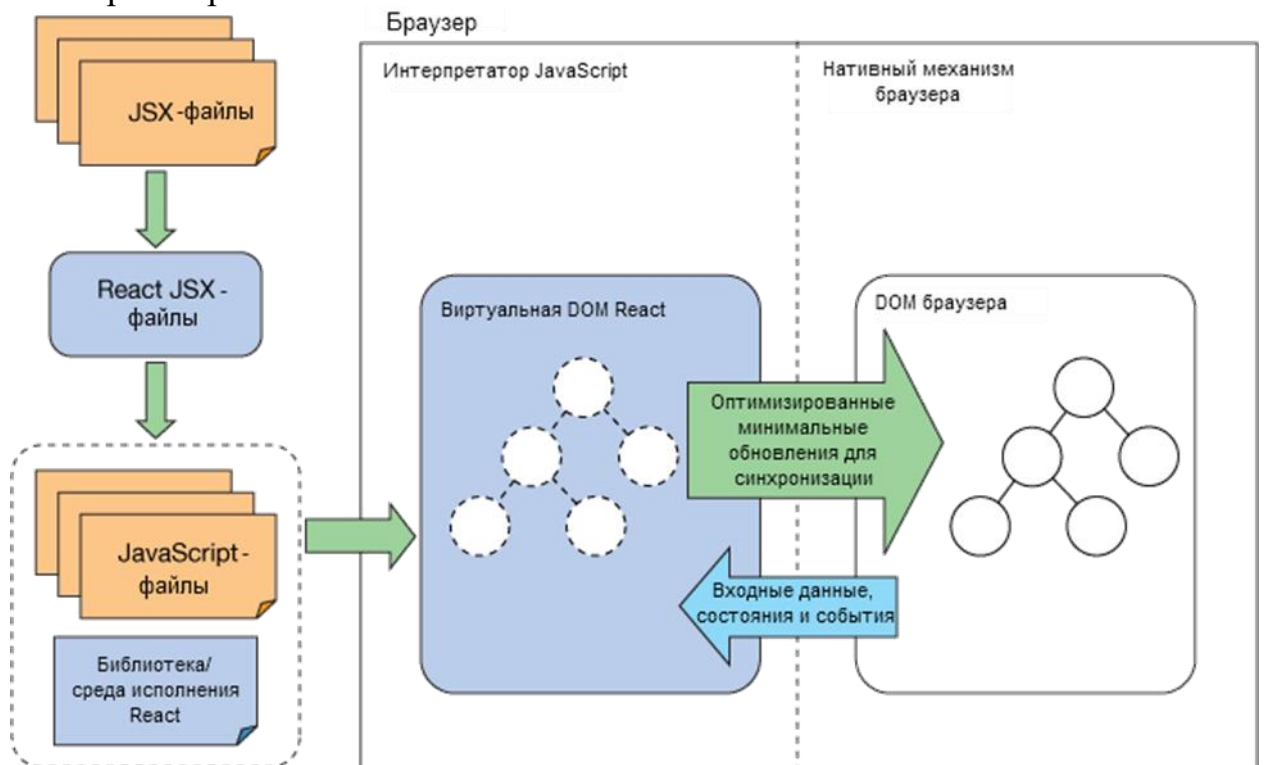 Браузер
JSX-файлы
Интерпретатор JavaScript
Нативный механизм
браузера
React JSX -
файлы
Виртуальная DOM React
DOM браузера
Оптимизированные
минимальные
обновления для
синхронизации
JavaScript-
файлы
Входные данные,
состояния и события
Библиотека/
среда исполнения
React